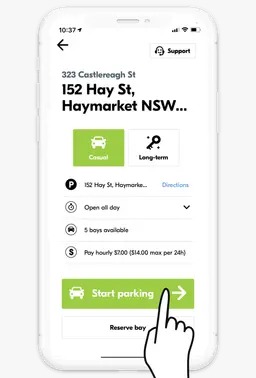 10:37
Support
323 Castlereagh St
152 Hay St,
Haymarket NSW...
Casual
Long-term
P 152 Hay St, Haymarke... Directions
Open all day
5 bays available
$ Pay hourly $7.00 ($14.00 max per 24h)
Start parking
Reserve bay